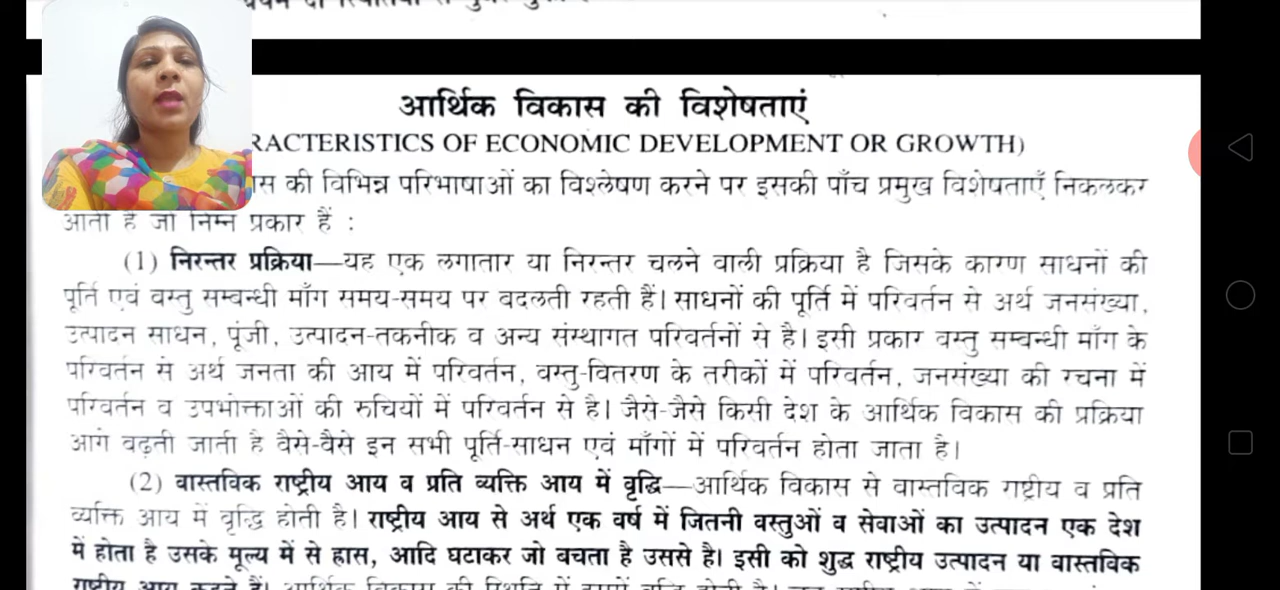 आर्थिक विकास की विशेषताएं
RACTERISTICS OF ECONOMIC DEVELOPMENT OR GROWTH)
स की विभिन्न परिभाषाओं का विश्लेषण करने पर इसकी पाँच प्रमुख विशेषताएँ निकलकर
आती हैं जो निम्न प्रकार हैं :
(1) निरन्तर प्रक्रिया—यह एक लगातार या निरन्तर चलने वाली प्रक्रिया है जिसके कारण साधनों की
पूर्ति एवं वस्तु सम्बन्धी माँग समय-समय पर बदलती रहती हैं। साधनों की पूर्ति में परिवर्तन से अर्थ जनसंख्या,
उत्पादन साधन, पूंजी, उत्पादन-तकनीक व अन्य संस्थागत परिवर्तनों से है। इसी प्रकार वस्तु सम्बन्धी माँग के
परिवर्तन से अर्थ जनता की आय में परिवर्तन, वस्तु-वितरण के तरीकों में परिवर्तन, जनसंख्या की रचना में
परिवर्तन व उपभोक्ताओं की रुचियों में परिवर्तन से है। जैसे-जैसे किसी देश के आर्थिक विकास की प्रक्रिया
आगे बढ़ती जाती है वैसे-वैसे इन सभी पूर्ति-साधन एवं माँगों में परिवर्तन होता जाता है।
(2) वास्तविक राष्ट्रीय आय व प्रति व्यक्ति आय में वृद्धि—आर्थिक विकास से वास्तविक राष्ट्रीय व प्रति
व्यक्ति आय में वृद्धि होती है। राष्ट्रीय आय से अर्थ एक वर्ष में जितनी वस्तुओं व सेवाओं का उत्पादन एक देश
में होता है उसके मूल्य में से ह्रास, आदि घटाकर जो बचता है उससे है। इसी को शुद्ध राष्ट्रीय उत्पादन या वास्तविक
राष्ट्रीय आय कहते हैं।